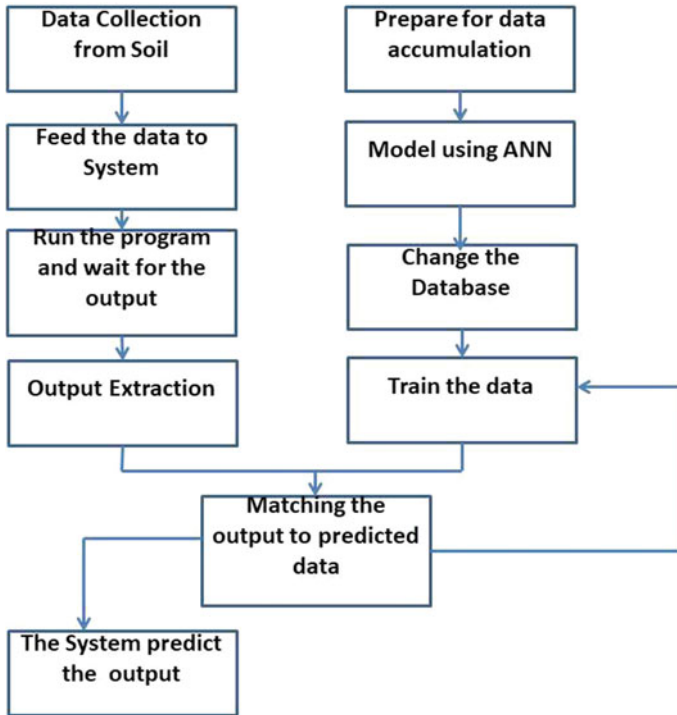 Data Collection
from Soil
Feed the data to
System
Run the program
and wait for the
output
Output Extraction
Prepare for data
accumulation
Model using ANN
Change the
Database
Train the data
Matching the
output to predicted
data
The System predict
the output